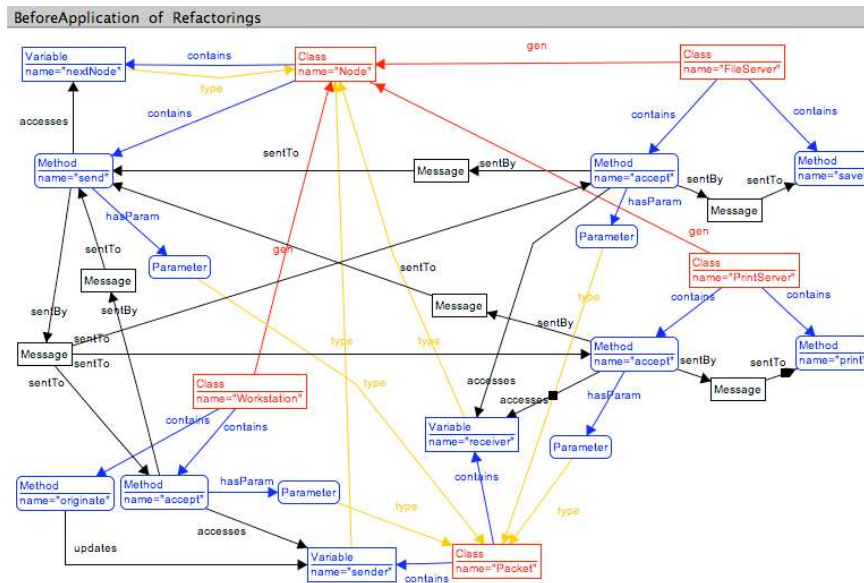 BeforeApplication of Refactorings
Variable
name="nextNode"
contains
type
Class
name="Node"
gen
Class
name="FileServer"
contains
contains
contains
accesses
Method
name="send"
sentTo
Message
sentBy
Method
name="accept"
sentBy
Message
sentTo
Method
name="save"
hasParam
hasParam
Parameter
Parameter
gen
gen
sentTo
Message
sentTo
Class
name="PrintServer"
type
contains
contains
sentBy
sentBy
Message
sentBy
Message
sentTo
sentTo
sentTo
type
type
type
Method
name="accept"
sentBy
Message
sentTo
Method
name="print"
Class
name="Workstation"
accesses
accesses
hasParam
contains
contains
Variable
name="receiver"
Parameter
Method
name="originate"
Method
name="accept"
hasParam
Parameter
contains
type
type
updates
accesses
Variable
name="sender"
contains
Class
name="Packet"